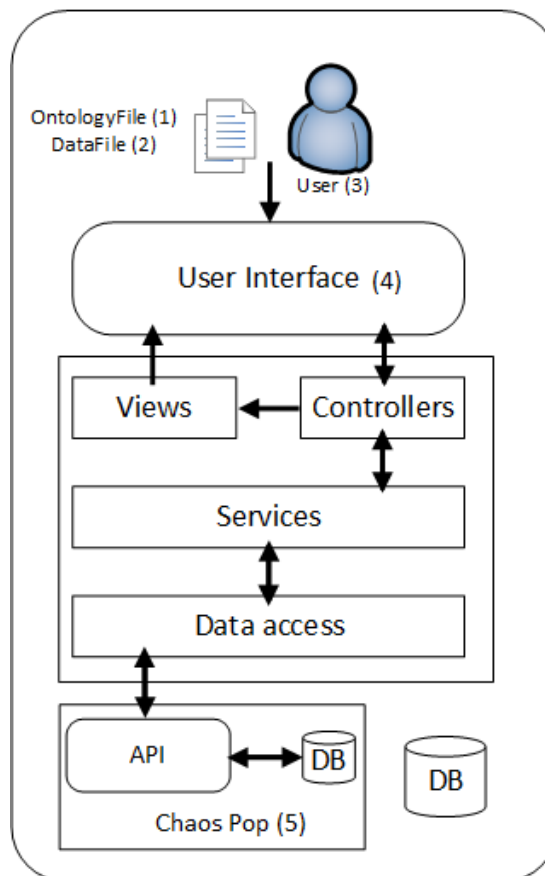 OntologyFile (1)
DataFile (2)
User (3)
User Interface (4)
Views
Controllers
Services
Data access
API
DB
DB
Chaos Pop (5)